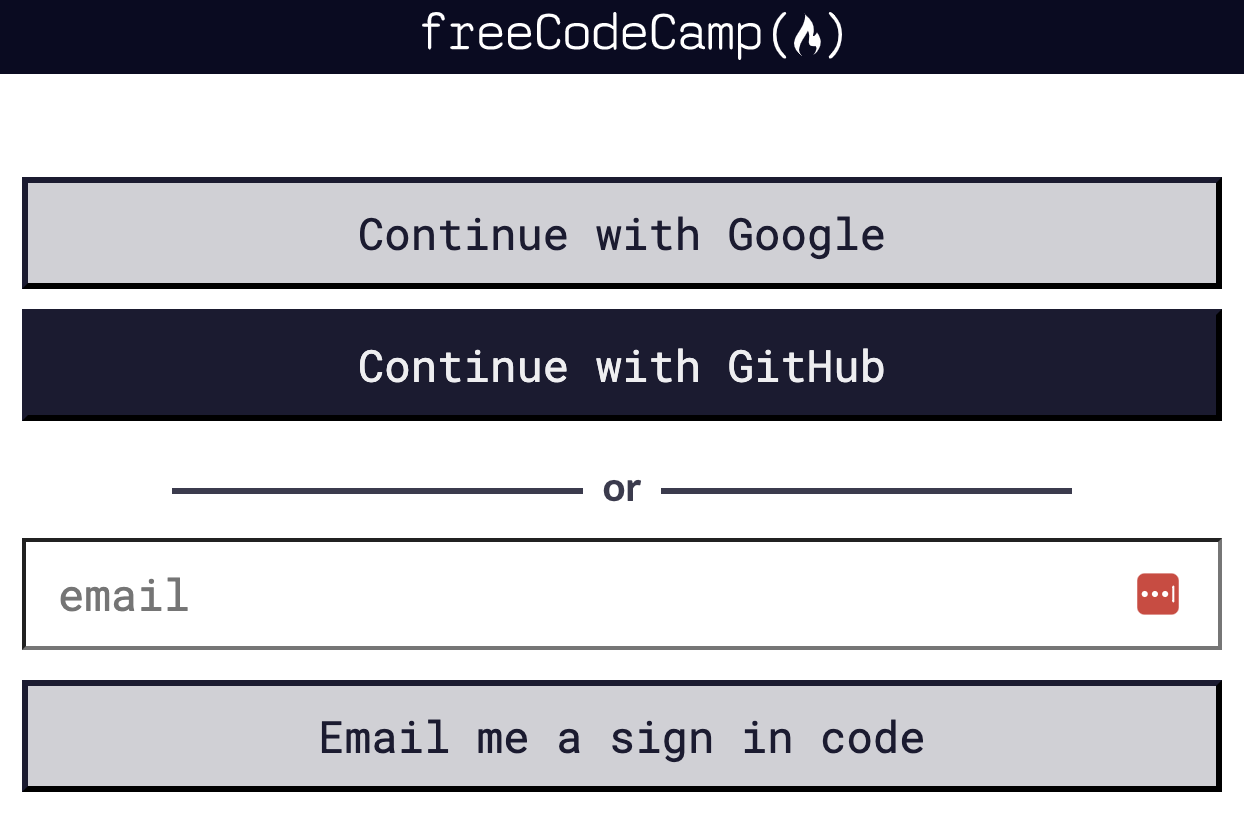 freeCodeCamp(🔥)
Continue with Google
Continue with GitHub
or
email
Email me a sign in code